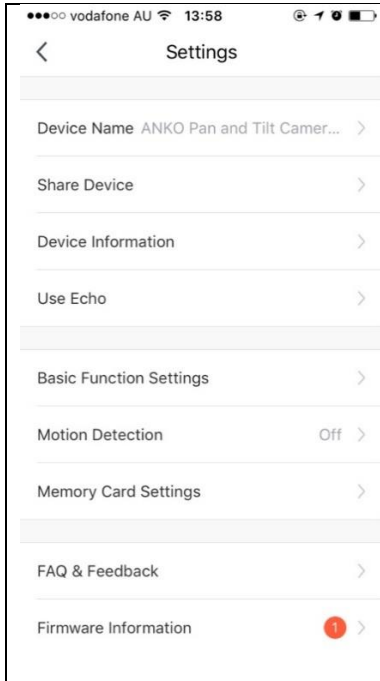 vodafone AU 13:58
Settings
Device Name ANKO Pan and Tilt Camer...
Share Device
Device Information
Use Echo
Basic Function Settings
Motion Detection Off
Memory Card Settings
FAQ & Feedback
Firmware Information 1